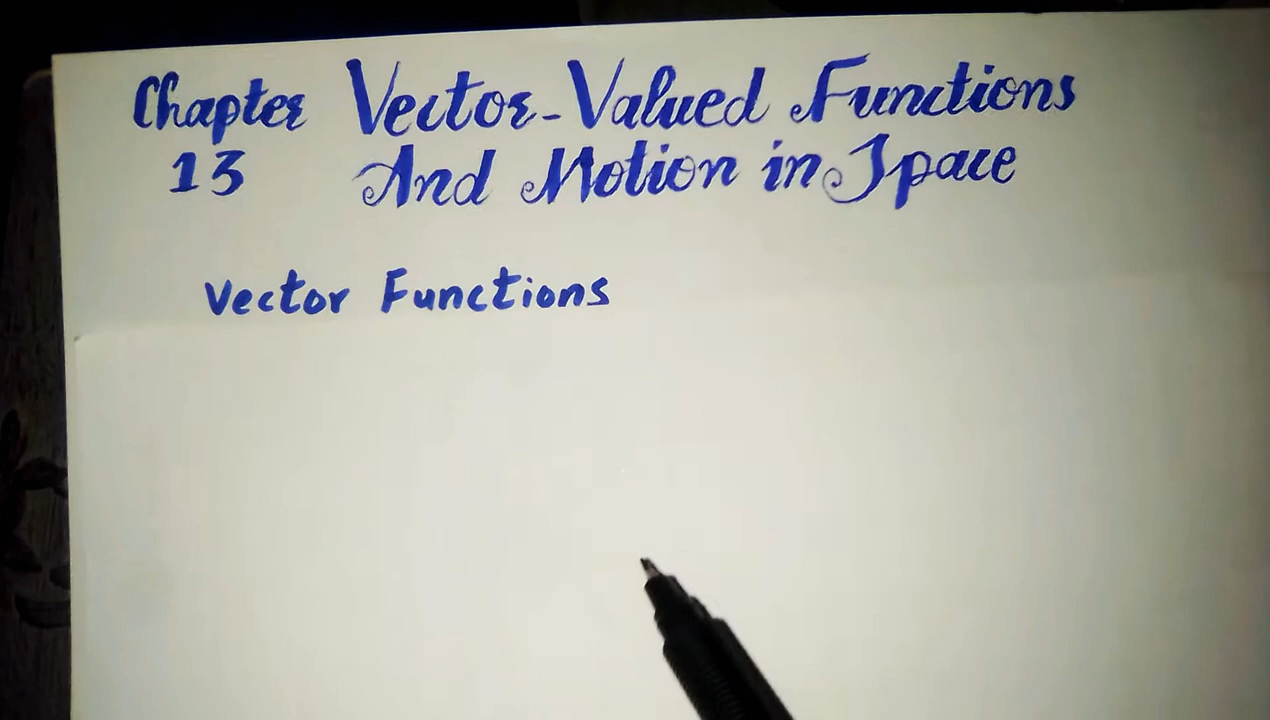 Chapter Vector-Valued Functions
13 And Motion in Space
Vector Functions